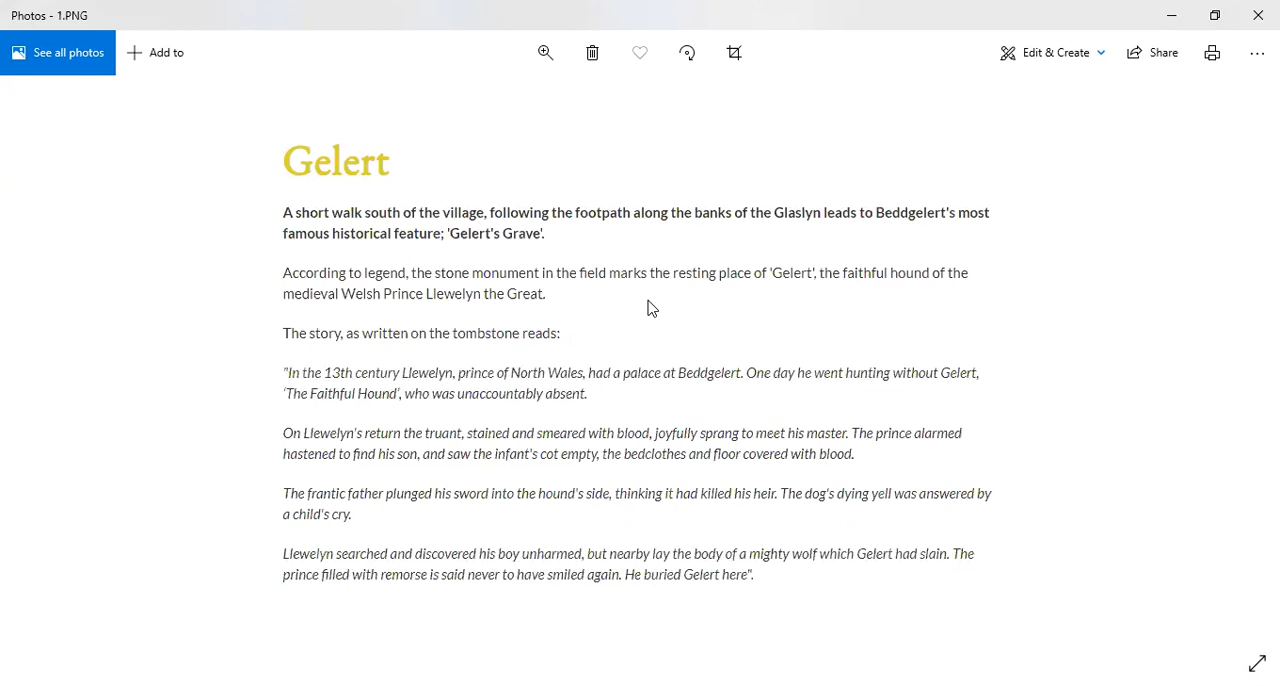 Photos - 1.PNG
See all photos
Add to
Edit & Create
Share
Gelert
A short walk south of the village, following the footpath along the banks of the Glaslyn leads to Beddgelert's most
famous historical feature; 'Gelert's Grave'.
According to legend, the stone monument in the field marks the resting place of 'Gelert', the faithful hound of the
medieval Welsh Prince Llewelyn the Great.
The story, as written on the tombstone reads:
"In the 13th century Llewelyn, prince of North Wales, had a palace at Beddgelert. One day he went hunting without Gelert,
'The Faithful Hound', who was unaccountably absent.
On Llewelyn's return the truant, stained and smeared with blood, joyfully sprang to meet his master. The prince alarmed
hastened to find his son, and saw the infant's cot empty, the bedclothes and floor covered with blood.
The frantic father plunged his sword into the hound's side, thinking it had killed his heir. The dog's dying yell was answered by
a child's cry.
Llewelyn searched and discovered his boy unharmed, but nearby lay the body of a mighty wolf which Gelert had slain. The
prince filled with remorse is said never to have smiled again. He buried Gelert here".